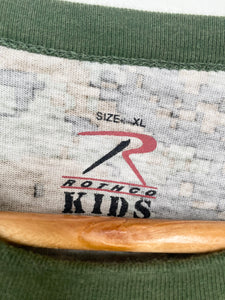 SIZE: XL
R
ROTHCO
KIDS